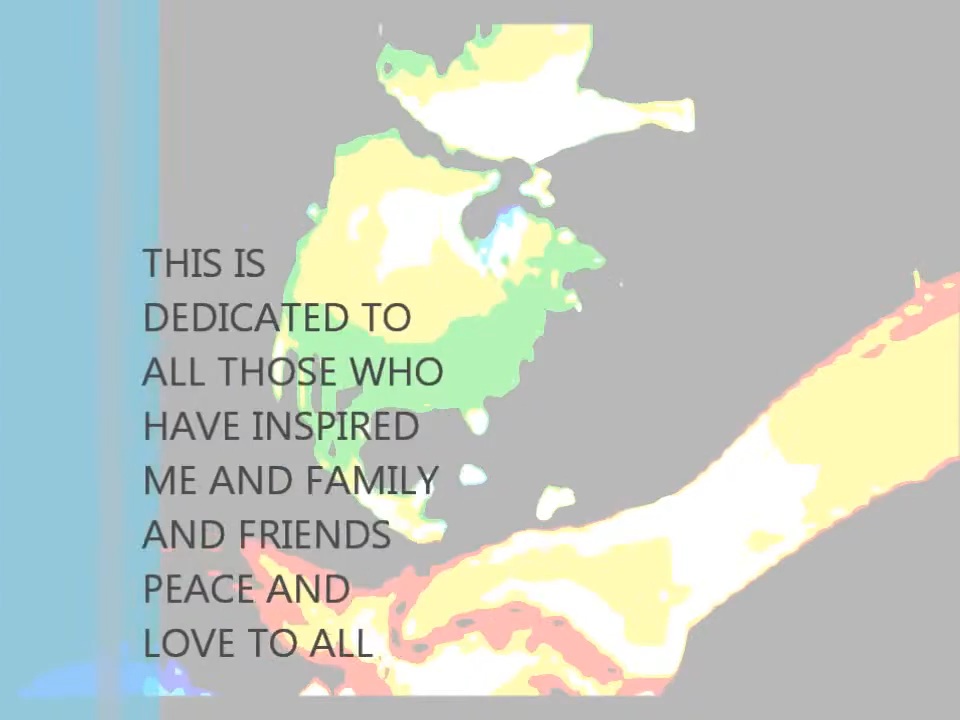 THIS IS
DEDICATED TO
ALL THOSE WHO
HAVE INSPIRED
ME AND FAMILY
AND FRIENDS
PEACE AND
LOVE TO ALL